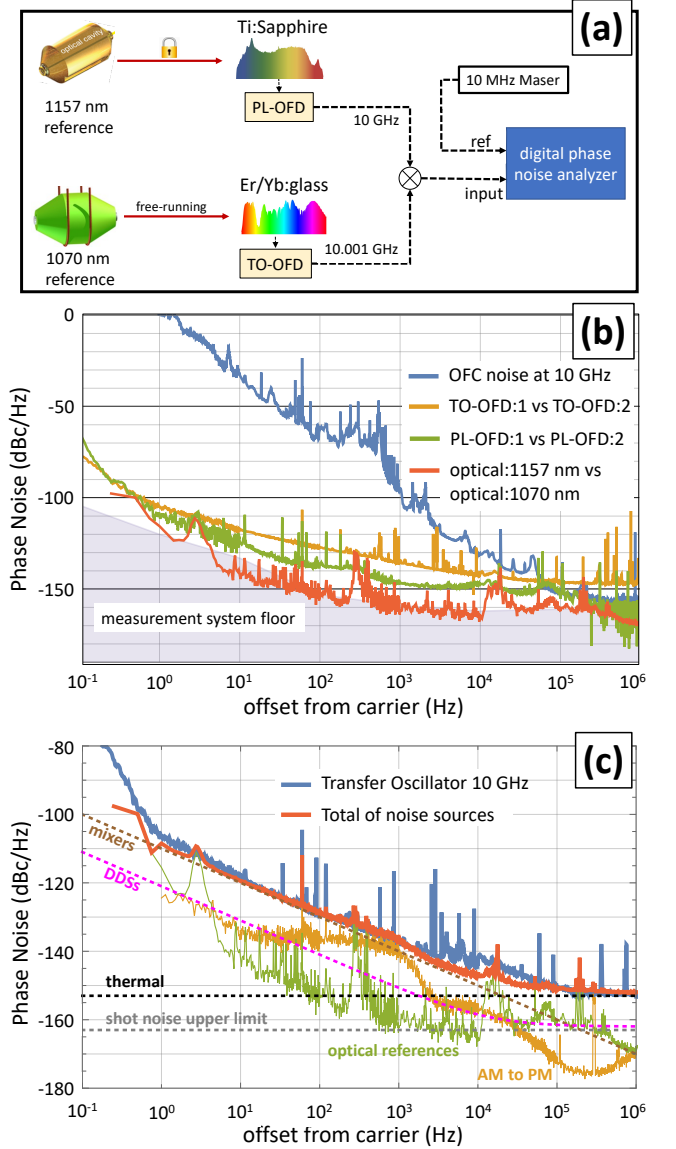 (a)
optical cavity
Ti:Sapphire
10 MHz Maser
1157 nm
reference
PL-OFD
10 GHz
ref
digital phase
noise analyzer
input
Er/Yb:glass
free-running
10.001 GHz
1070 nm
reference
TO-OFD
(b)
0
-50
-100
-150
Phase Noise (dBc/Hz)
OFC noise at 10 GHz
TO-OFD:1 vs TO-OFD:2
PL-OFD:1 vs PL-OFD:2
optical:1157 nm vs
optical:1070 nm
measurement system floor
10⁻¹ 10⁰ 10¹ 10² 10³ 10⁴ 10⁵ 10⁶
offset from carrier (Hz)
(c)
-80
-100
-120
-140
-160
-180
Phase Noise (dBc/Hz)
Transfer Oscillator 10 GHz
Total of noise sources
mixers
DDSs
thermal
shot noise upper limit
optical references
AM to PM
10⁻¹ 10⁰ 10¹ 10² 10³ 10⁴ 10⁵ 10⁶
offset from carrier (Hz)